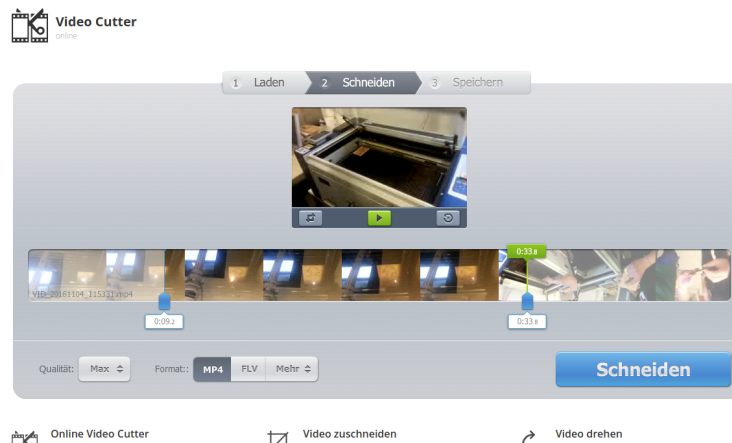 Video Cutter
online
1 Laden 2 Schneiden 3 Speichern
0:33.8
VID_20161104_115331.mp4
0:09.2 0:33.8
Qualität: Max Format:: MP4 FLV Mehr Schneiden
Online Video Cutter Video zuschneiden Video drehen